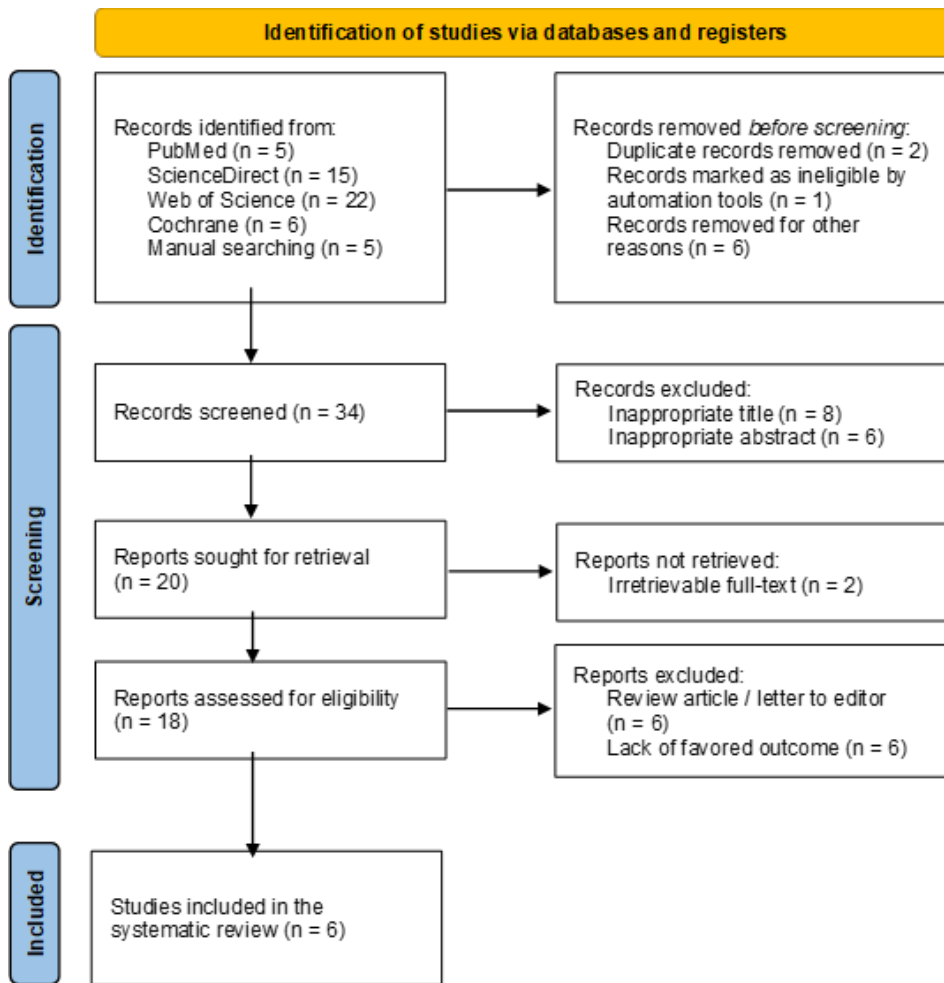 Identification of studies via databases and registers
Identification
Records identified from:
PubMed (n = 5)
ScienceDirect (n = 15)
Web of Science (n = 22)
Cochrane (n = 6)
Manual searching (n = 5)
Records removed before screening:
Duplicate records removed (n = 2)
Records marked as ineligible by
automation tools (n = 1)
Records removed for other
reasons (n = 6)
Screening
Records screened (n = 34)
Records excluded:
Inappropriate title (n = 8)
Inappropriate abstract (n = 6)
Reports sought for retrieval
(n = 20)
Reports not retrieved:
Irretrievable full-text (n = 2)
Reports assessed for eligibility
(n = 18)
Reports excluded:
Review article / letter to editor
(n = 6)
Lack of favored outcome (n = 6)
Included
Studies included in the
systematic review (n = 6)